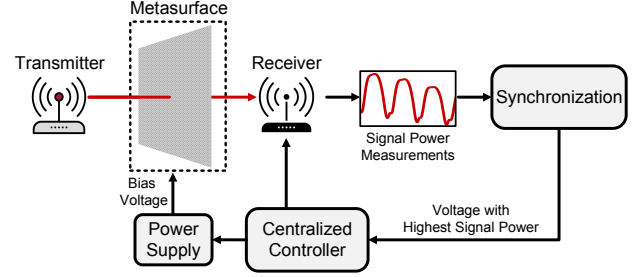 Metasurface
Transmitter
Receiver
Synchronization
Signal Power
Measurements
Bias
Voltage
Voltage with
Highest Signal Power
Power
Supply
Centralized
Controller